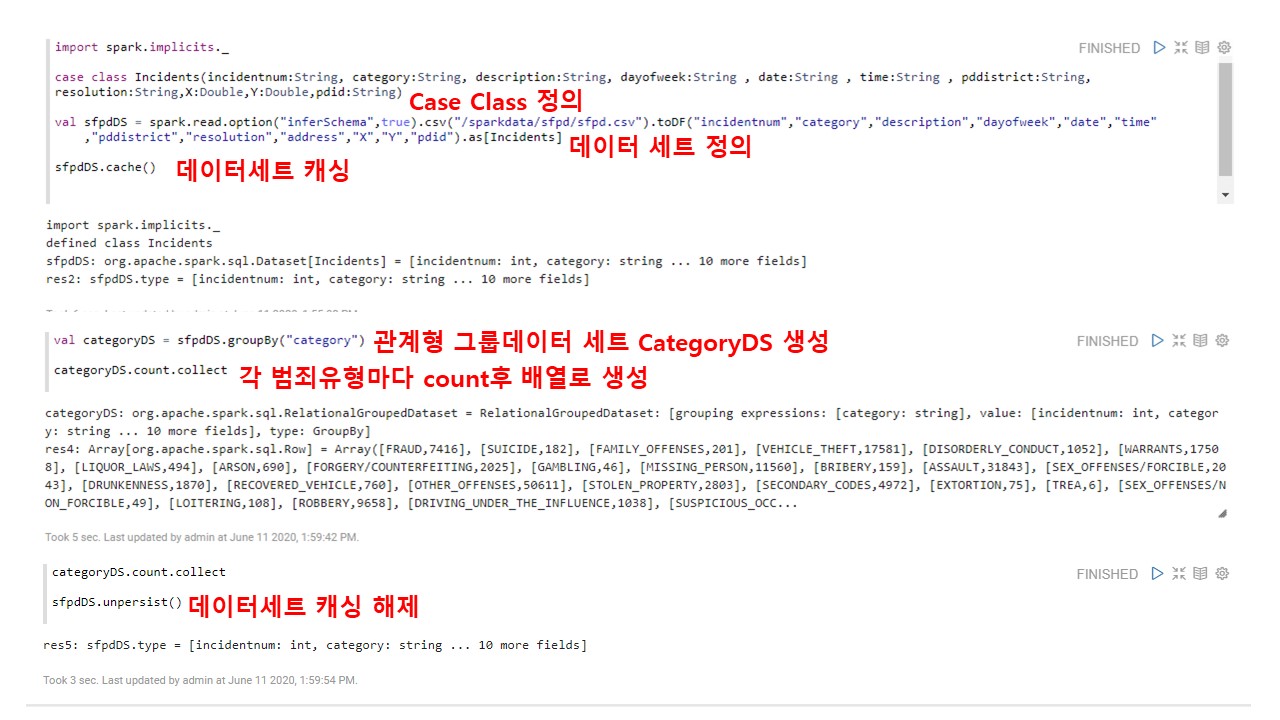 import spark.implicits._
FINISHED
case class Incidents(incidentnum:String, category:String, description:String, dayofweek:String , date:String , time:String , pddistrict:String,
resolution:String,X:Double,Y:Double,pdid:String)
Case Class 정의
val sfpdDS = spark.read.option("inferSchema",true).csv("/sparkdata/sfpd/sfpd.csv").toDF("incidentnum","category","description","dayofweek","date","time"
,"pddistrict","resolution","address","X","Y","pdid").as[Incidents]
데이터 세트 정의
sfpdDS.cache()
데이터세트 캐싱
import spark.implicits._
defined class Incidents
sfpdDS: org.apache.spark.sql.Dataset[Incidents] = [incidentnum: int, category: string ... 10 more fields]
res2: sfpdDS.type = [incidentnum: int, category: string ... 10 more fields]
val categoryDS = sfpdDS.groupBy("category")
관계형 그룹데이터 세트 CategoryDS 생성
FINISHED
categoryDS.count.collect
각 범죄유형마다 count후 배열로 생성
categoryDS: org.apache.spark.sql.RelationalGroupedDataset = RelationalGroupedDataset: [grouping expressions: [category: string], value: [incidentnum: int, categor
y: string ... 10 more fields], type: GroupBy]
res4: Array[org.apache.spark.sql.Row] = Array([FRAUD,7416], [SUICIDE,182], [FAMILY_OFFENSES,201], [VEHICLE_THEFT,17581], [DISORDERLY_CONDUCT,1052], [WARRANTS,1750
8], [LIQUOR_LAWS,494], [ARSON,690], [FORGERY/COUNTERFEITING,2025], [GAMBLING,46], [MISSING_PERSON,11560], [BRIBERY,159], [ASSAULT,31843], [SEX_OFFENSES/FORCIBLE,20
43], [DRUNKENNESS,1870], [RECOVERED_VEHICLE,760], [OTHER_OFFENSES,50611], [STOLEN_PROPERTY,2803], [SECONDARY_CODES,4972], [EXTORTION,75], [TREA,6], [SEX_OFFENSES/N
ON_FORCIBLE,49], [LOITERING,108], [ROBBERY,9658], [DRIVING_UNDER_THE_INFLUENCE,1038], [SUSPICIOUS_OCC...
Took 5 sec. Last updated by admin at June 11 2020, 1:59:42 PM.
categoryDS.count.collect
FINISHED
sfpdDS.unpersist()
데이터세트 캐싱 해제
res5: sfpdDS.type = [incidentnum: int, category: string ... 10 more fields]
Took 3 sec. Last updated by admin at June 11 2020, 1:59:54 PM.